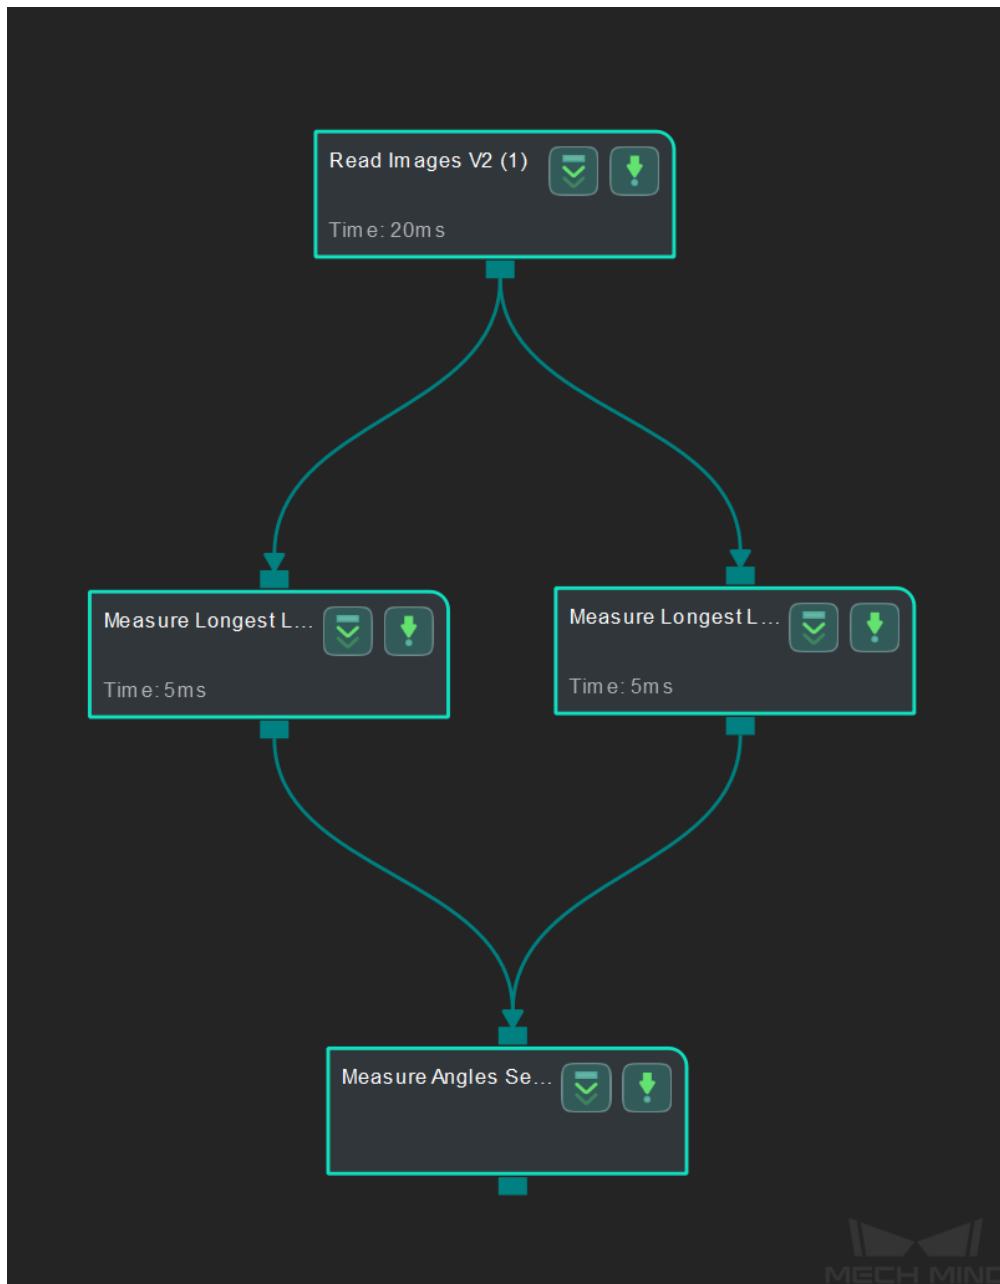 Read Images V2 (1)
Time: 20ms
Measure Longest L...
Time: 5ms
Measure Longest L...
Time: 5ms
Measure Angles Se...
MECH MIND